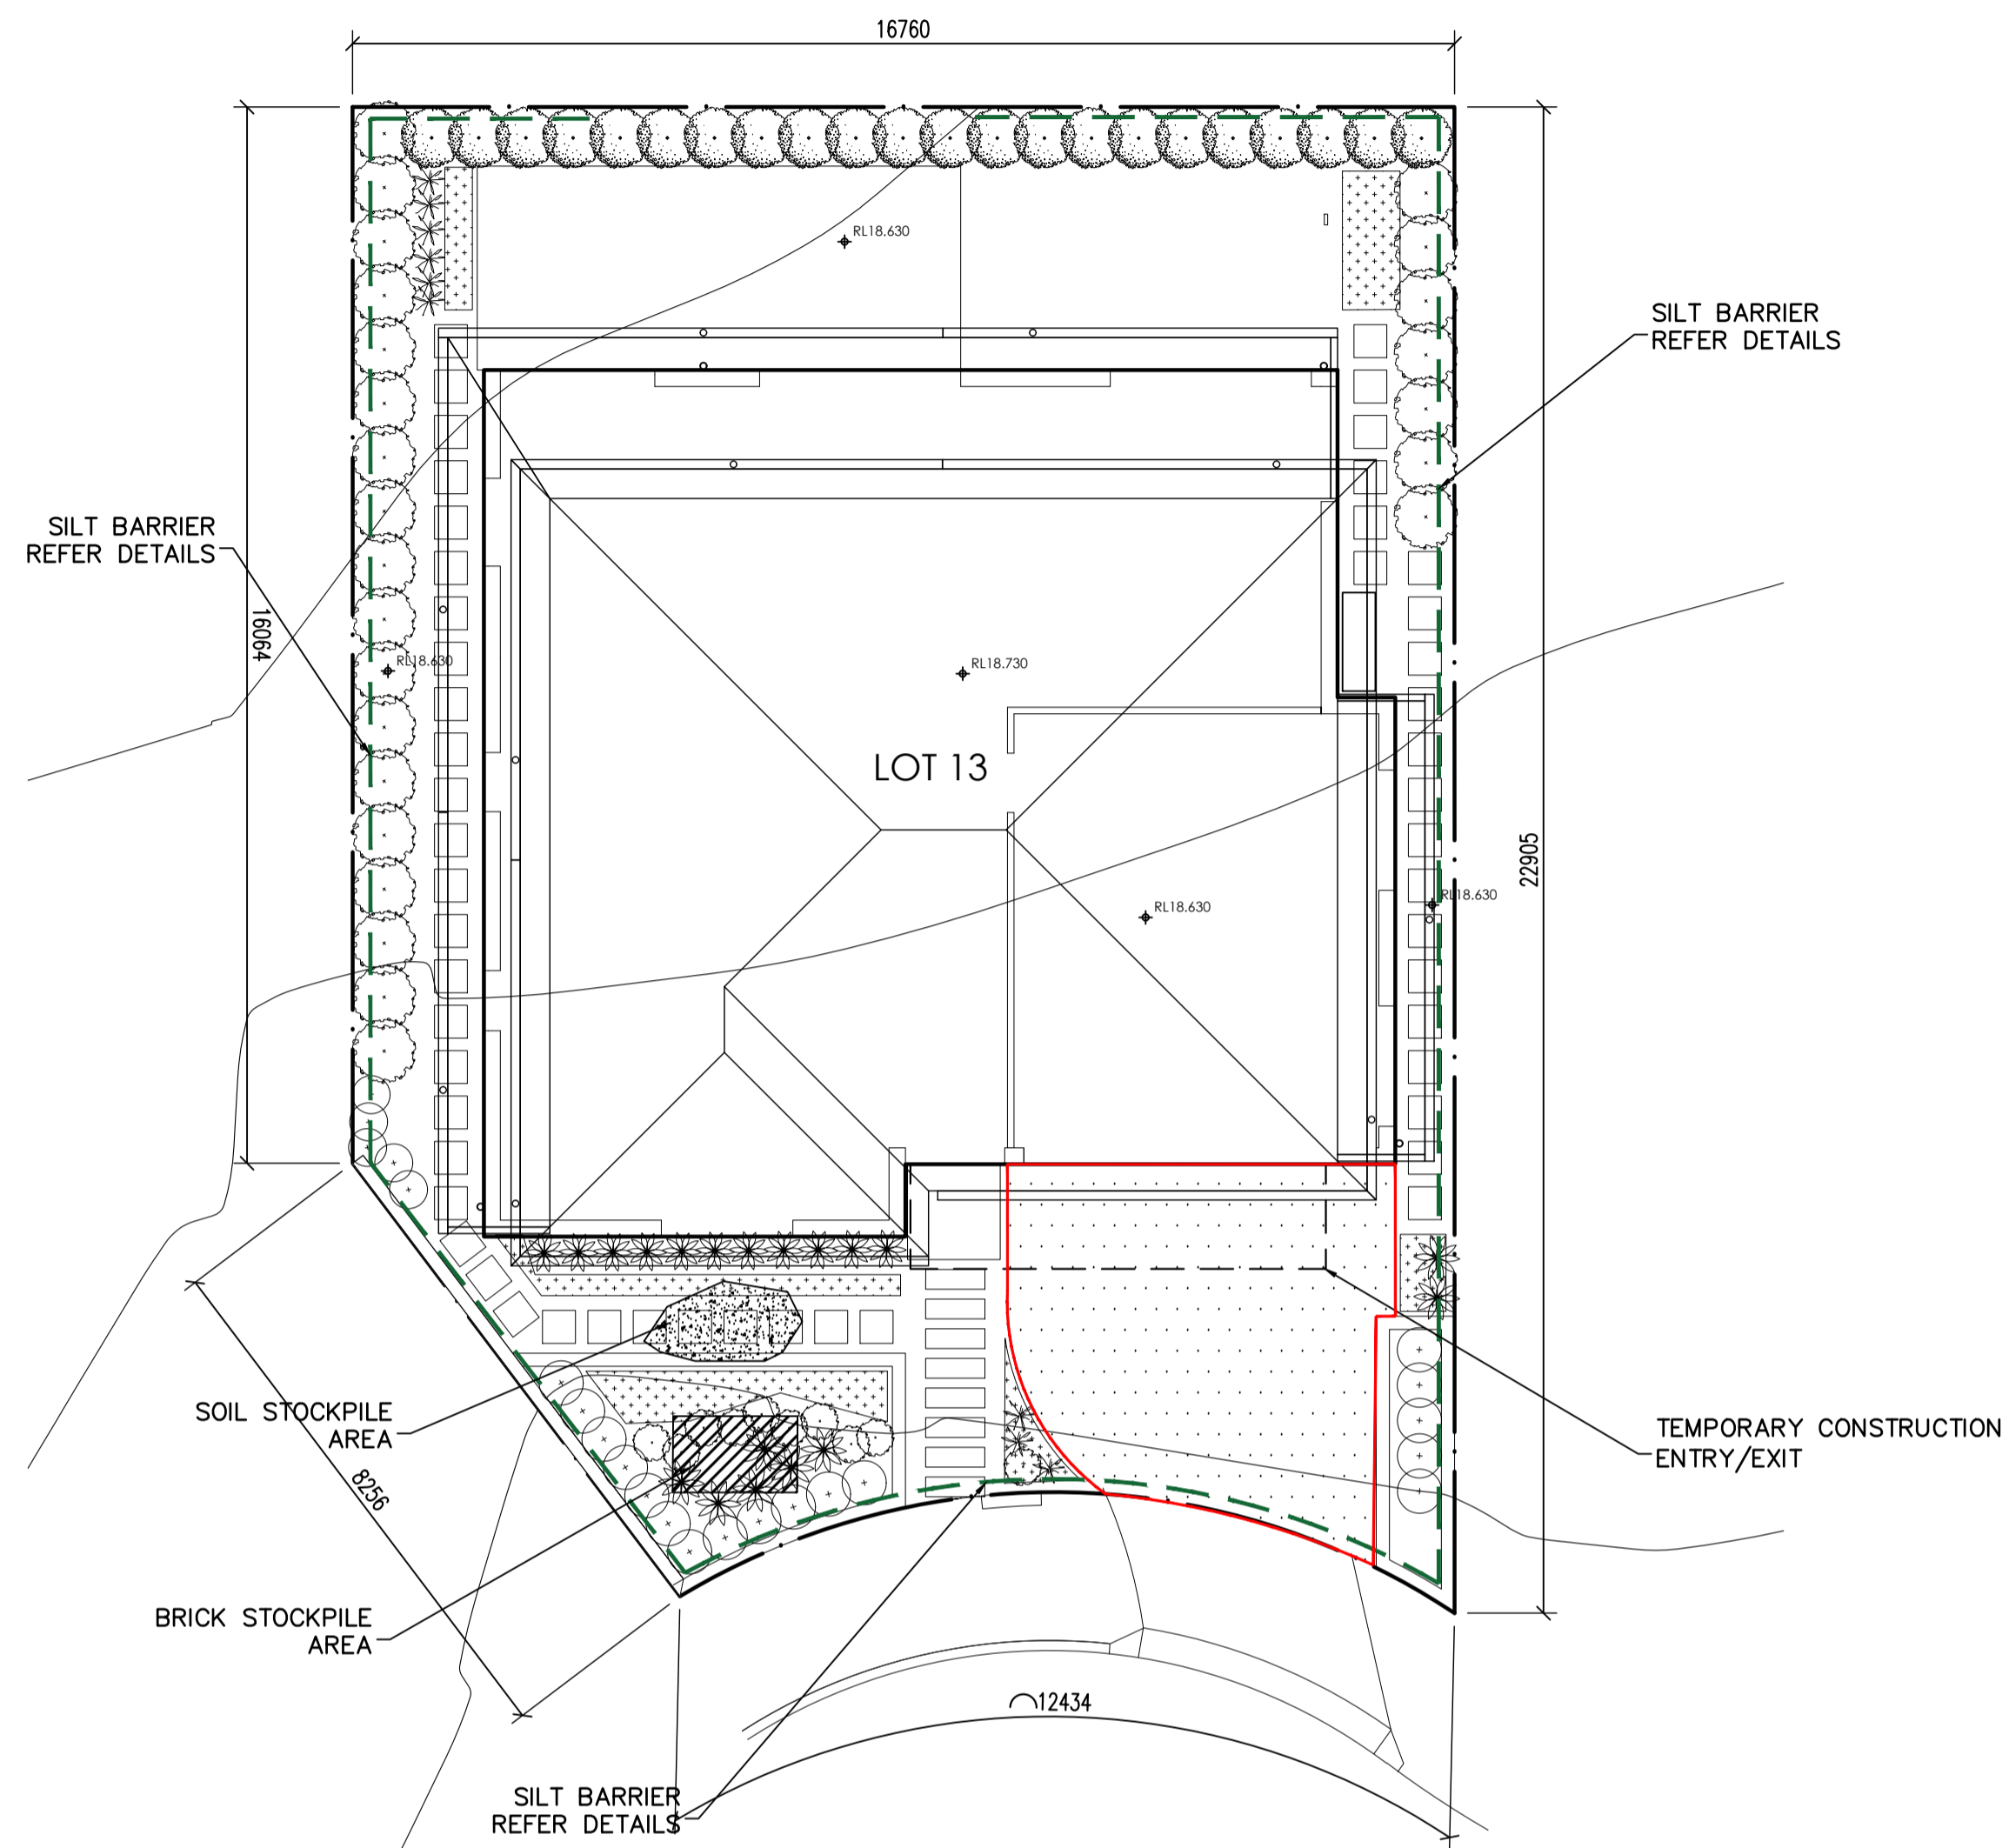 16760
RL18.630
SILT BARRIER
REFER DETAILS
SILT BARRIER
REFER DETAILS
16064
RL18.630
RL18.730
LOT 13
22905
RL18.630
RL18.630
SOIL STOCKPILE
AREA
TEMPORARY CONSTRUCTION
ENTRY/EXIT
8256
BRICK STOCKPILE
AREA
12434
SILT BARRIER
REFER DETAILS